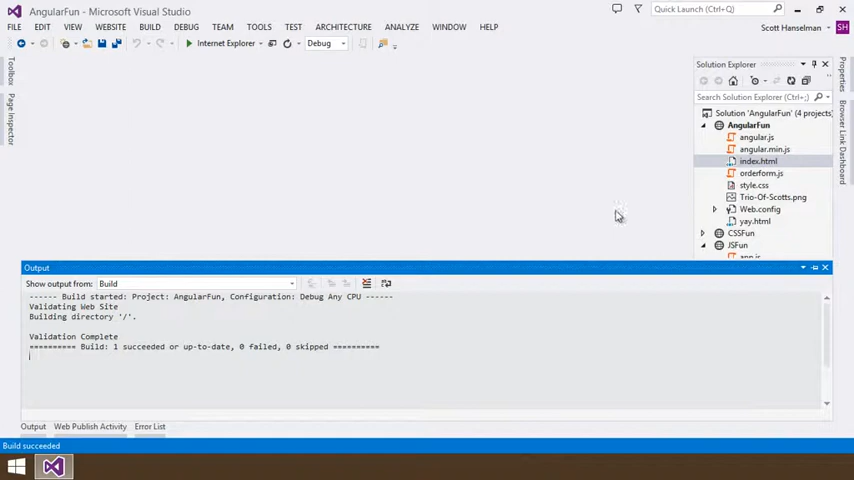 AngularFun - Microsoft Visual Studio
Quick Launch (Ctrl+Q)
FILE EDIT VIEW WEBSITE BUILD DEBUG TEAM TOOLS TEST ARCHITECTURE ANALYZE WINDOW HELP
Scott Hanselman SH
Internet Explorer Debug
Toolbox
Page Inspector
Solution Explorer
Search Solution Explorer (Ctrl+;)
Solution 'AngularFun' (4 projects)
AngularFun
angular.js
angular.min.js
index.html
orderform.js
style.css
Trio-Of-Scotts.png
Web.config
yay.html
CSSFun
JSFun
Properties
Browser Link Dashboard
Output
Show output from: Build
------ Build started: Project: AngularFun, Configuration: Debug Any CPU ------
Validating Web Site
Building directory '/'.
Validation Complete
========== Build: 1 succeeded or up-to-date, 0 failed, 0 skipped ==========
Output Web Publish Activity Error List
Build succeeded